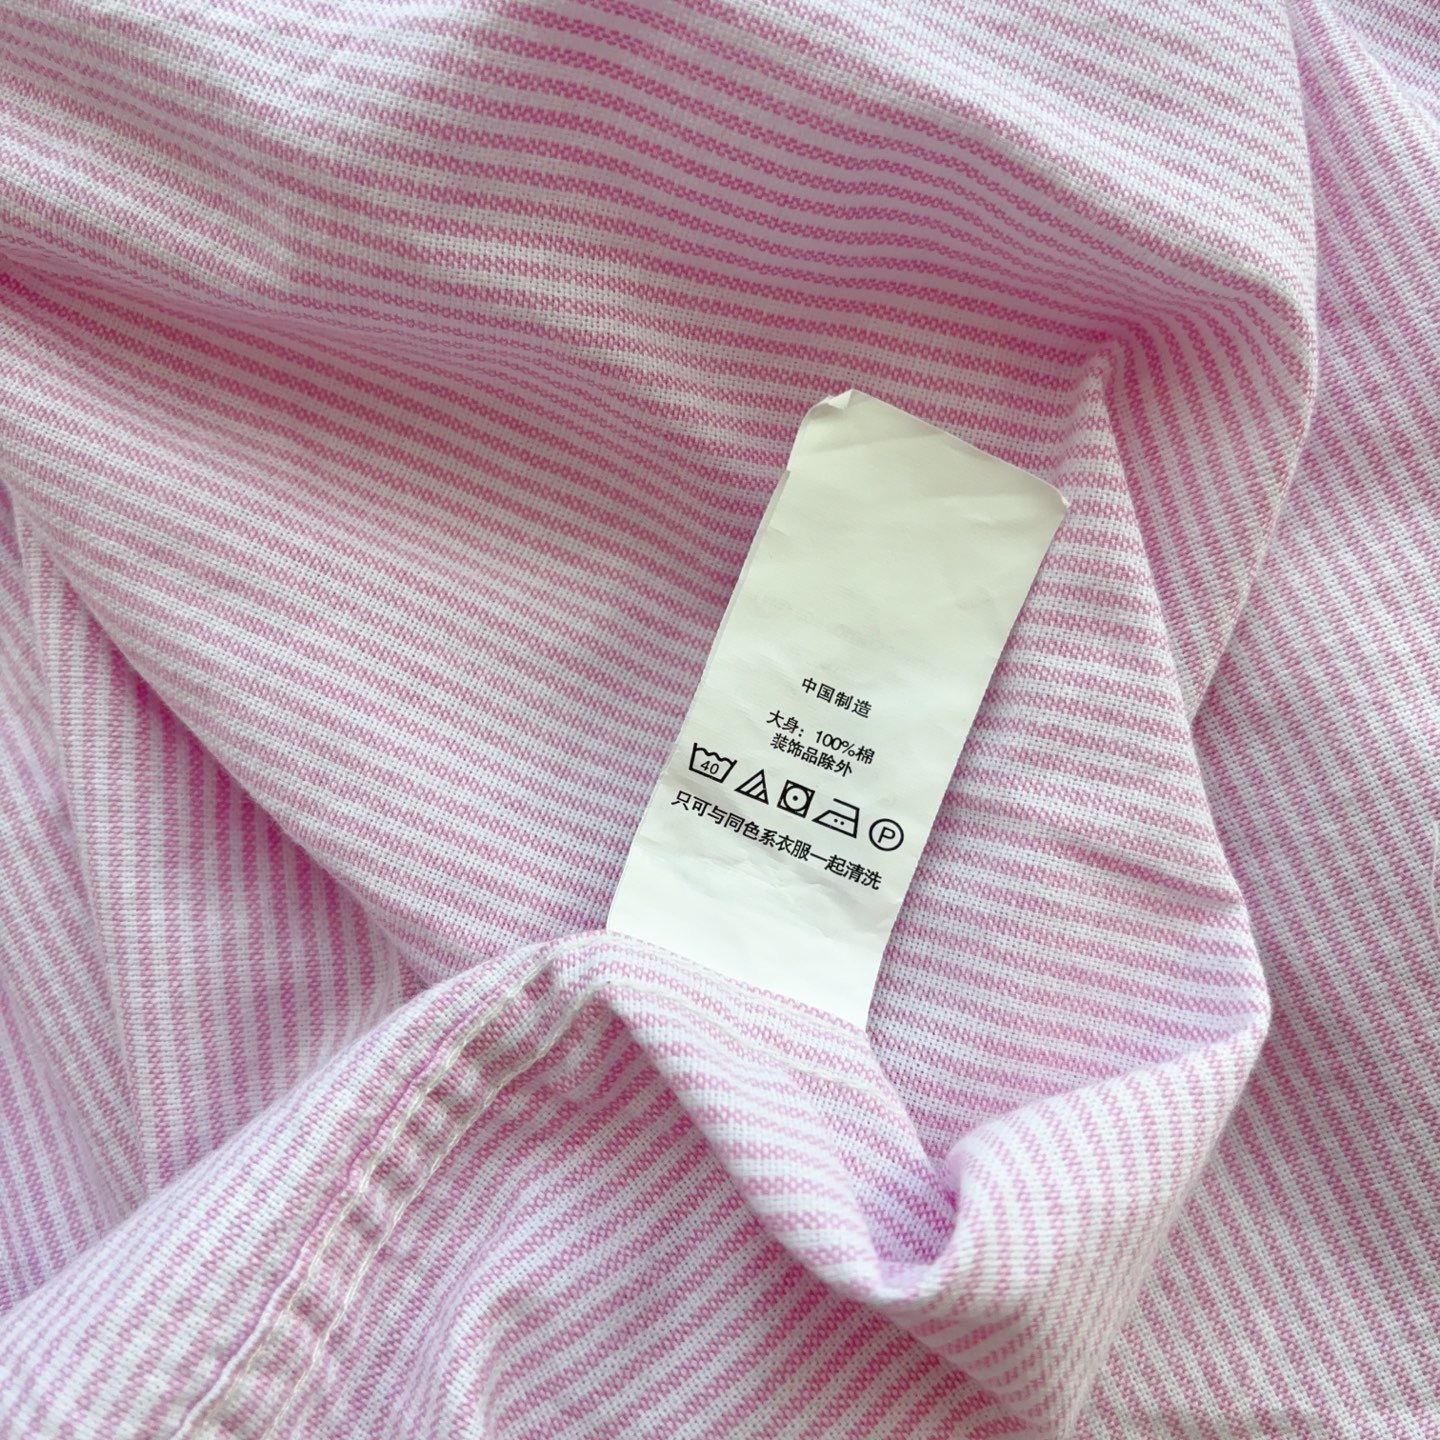 中国制造
大身：100%棉
装饰品除外
40 P
只可与同色系衣服一起清洗